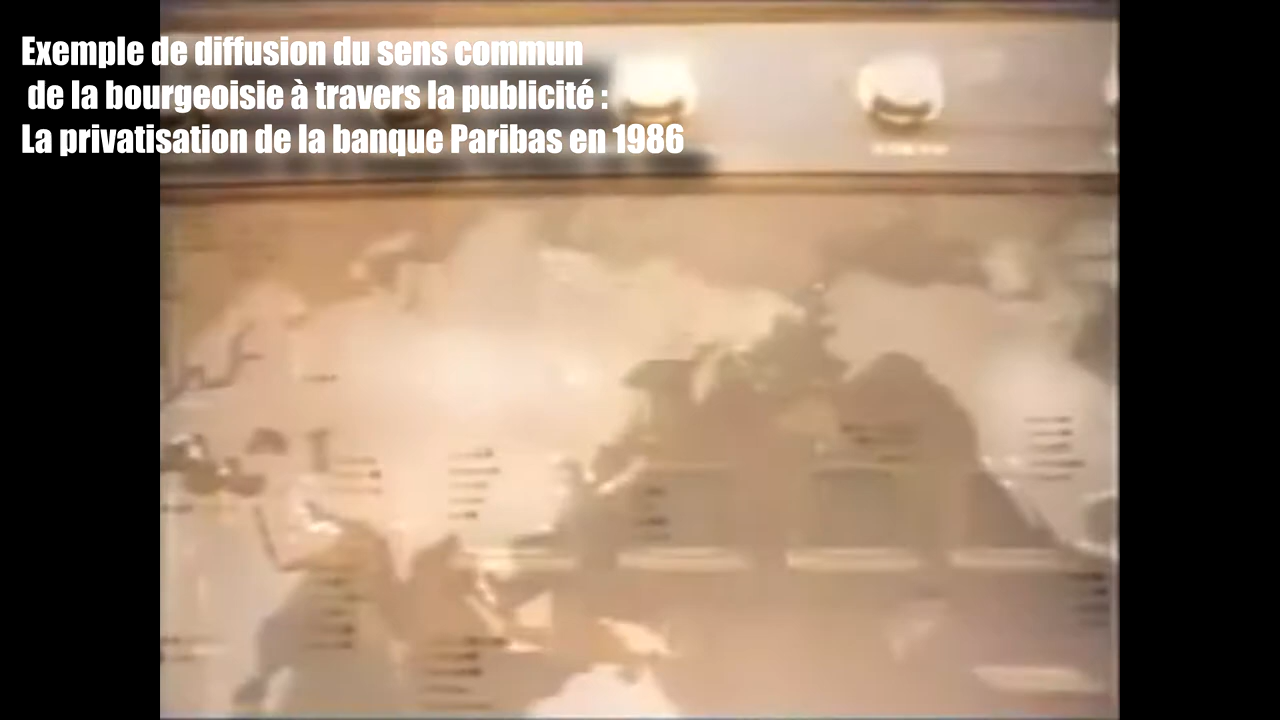 Exemple de diffusion du sens commun
de la bourgeoisie à travers la publicité :
La privatisation de la banque Paribas en 1986